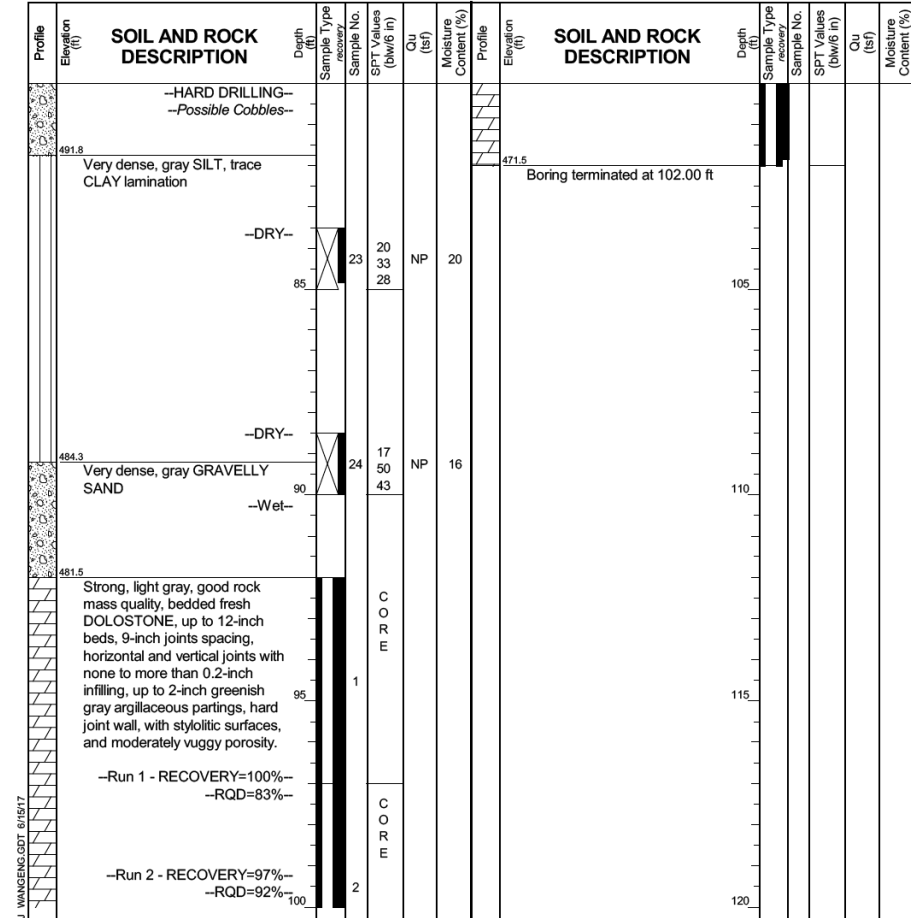 Profile
Elevation
(ft)
SOIL AND ROCK
DESCRIPTION
Depth
(ft)
Sample Type
recovery
Sample No.
SPT Values
(blw/6 in)
Qu
(tsf)
Moisture
Content (%)
--HARD DRILLING--
--Possible Cobbles--
491.8
Very dense, gray SILT, trace
CLAY lamination
--DRY--
23
20
33
28
NP
20
85
--DRY--
484.3
24
17
50
43
NP
16
Very dense, gray GRAVELLY
SAND
90
--Wet--
481.5
Strong, light gray, good rock
mass quality, bedded fresh
DOLOSTONE, up to 12-inch
beds, 9-inch joints spacing,
horizontal and vertical joints with
none to more than 0.2-inch
infilling, up to 2-inch greenish
gray argillaceous partings, hard
joint wall, with stylolitic surfaces,
and moderately vuggy porosity.
C
O
R
E
1
95
--Run 1 - RECOVERY=100%--
--RQD=83%--
C
O
R
E
--Run 2 - RECOVERY=97%--
--RQD=92%--
2
100
WANGENG.GDT 6/15/17
Profile
Elevation
(ft)
SOIL AND ROCK
DESCRIPTION
Depth
(ft)
Sample Type
recovery
Sample No.
SPT Values
(blw/6 in)
Qu
(tsf)
Moisture
Content (%)
471.5
Boring terminated at 102.00 ft
105
110
115
120